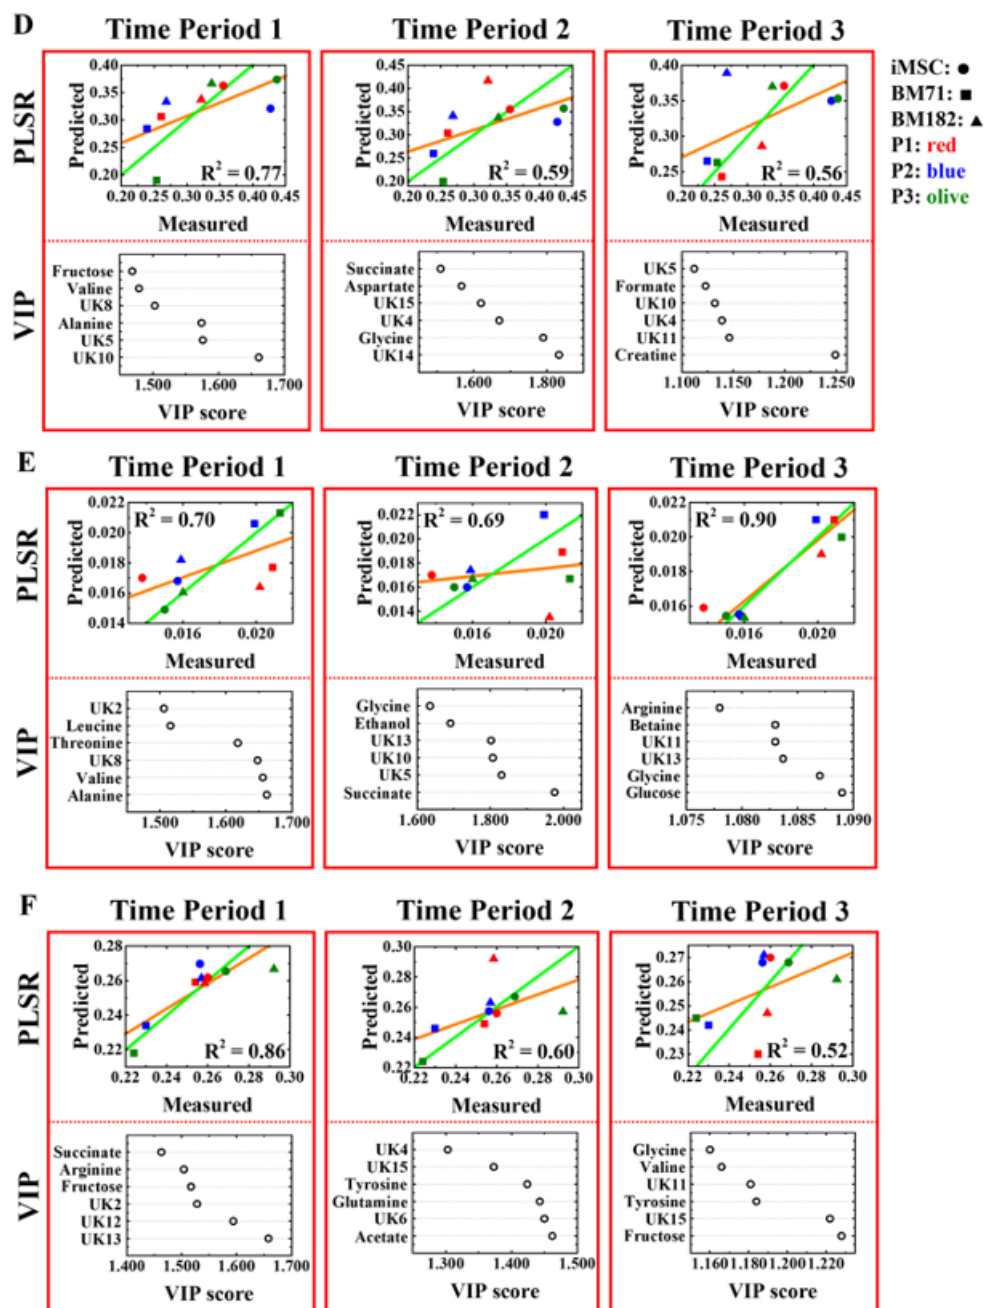 D
Time Period 1 Time Period 2 Time Period 3
PLSR
Predicted
0.40
0.35
0.30
0.25
0.20
R² = 0.77
0.20 0.25 0.30 0.35 0.40 0.45
Measured
Predicted
0.45
0.40
0.35
0.30
0.25
0.20
R² = 0.59
0.20 0.25 0.30 0.35 0.40 0.45
Measured
Predicted
0.40
0.35
0.30
0.25
R² = 0.56
0.20 0.25 0.30 0.35 0.40 0.45
Measured
iMSC: ●
BM71: ■
BM182: ▲
P1: red
P2: blue
P3: olive
VIP
Fructose
Valine
UK8
Alanine
UK5
UK10
1.500 1.600 1.700
VIP score
Succinate
Aspartate
UK15
UK4
Glycine
UK14
1.600 1.800
VIP score
UK5
Formate
UK10
UK4
UK11
Creatine
1.100 1.150 1.200 1.250
VIP score
E
Time Period 1 Time Period 2 Time Period 3
PLSR
Predicted
0.022
0.020
0.018
0.016
0.014
R² = 0.70
0.016 0.020
Measured
Predicted
0.022
0.020
0.018
0.016
0.014
R² = 0.69
0.016 0.020
Measured
Predicted
0.022
0.020
0.018
0.016
R² = 0.90
0.016 0.020
Measured
VIP
UK2
Leucine
Threonine
UK8
Valine
Alanine
1.500 1.600 1.700
VIP score
Glycine
Ethanol
UK13
UK10
UK5
Succinate
1.600 1.800 2.000
VIP score
Arginine
Betaine
UK11
UK13
Glycine
Glucose
1.075 1.080 1.085 1.090
VIP score
F
Time Period 1 Time Period 2 Time Period 3
PLSR
Predicted
0.28
0.26
0.24
0.22
R² = 0.86
0.22 0.24 0.26 0.28 0.30
Measured
Predicted
0.30
0.28
0.26
0.24
0.22
R² = 0.60
0.22 0.24 0.26 0.28 0.30
Measured
Predicted
0.27
0.26
0.25
0.24
0.23
R² = 0.52
0.22 0.24 0.26 0.28 0.30
Measured
VIP
Succinate
Arginine
Fructose
UK2
UK12
UK13
1.400 1.500 1.600 1.700
VIP score
UK4
UK15
Tyrosine
Glutamine
UK6
Acetate
1.300 1.400 1.500
VIP score
Glycine
Valine
UK11
Tyrosine
UK15
Fructose
1.160 1.180 1.200 1.220
VIP score